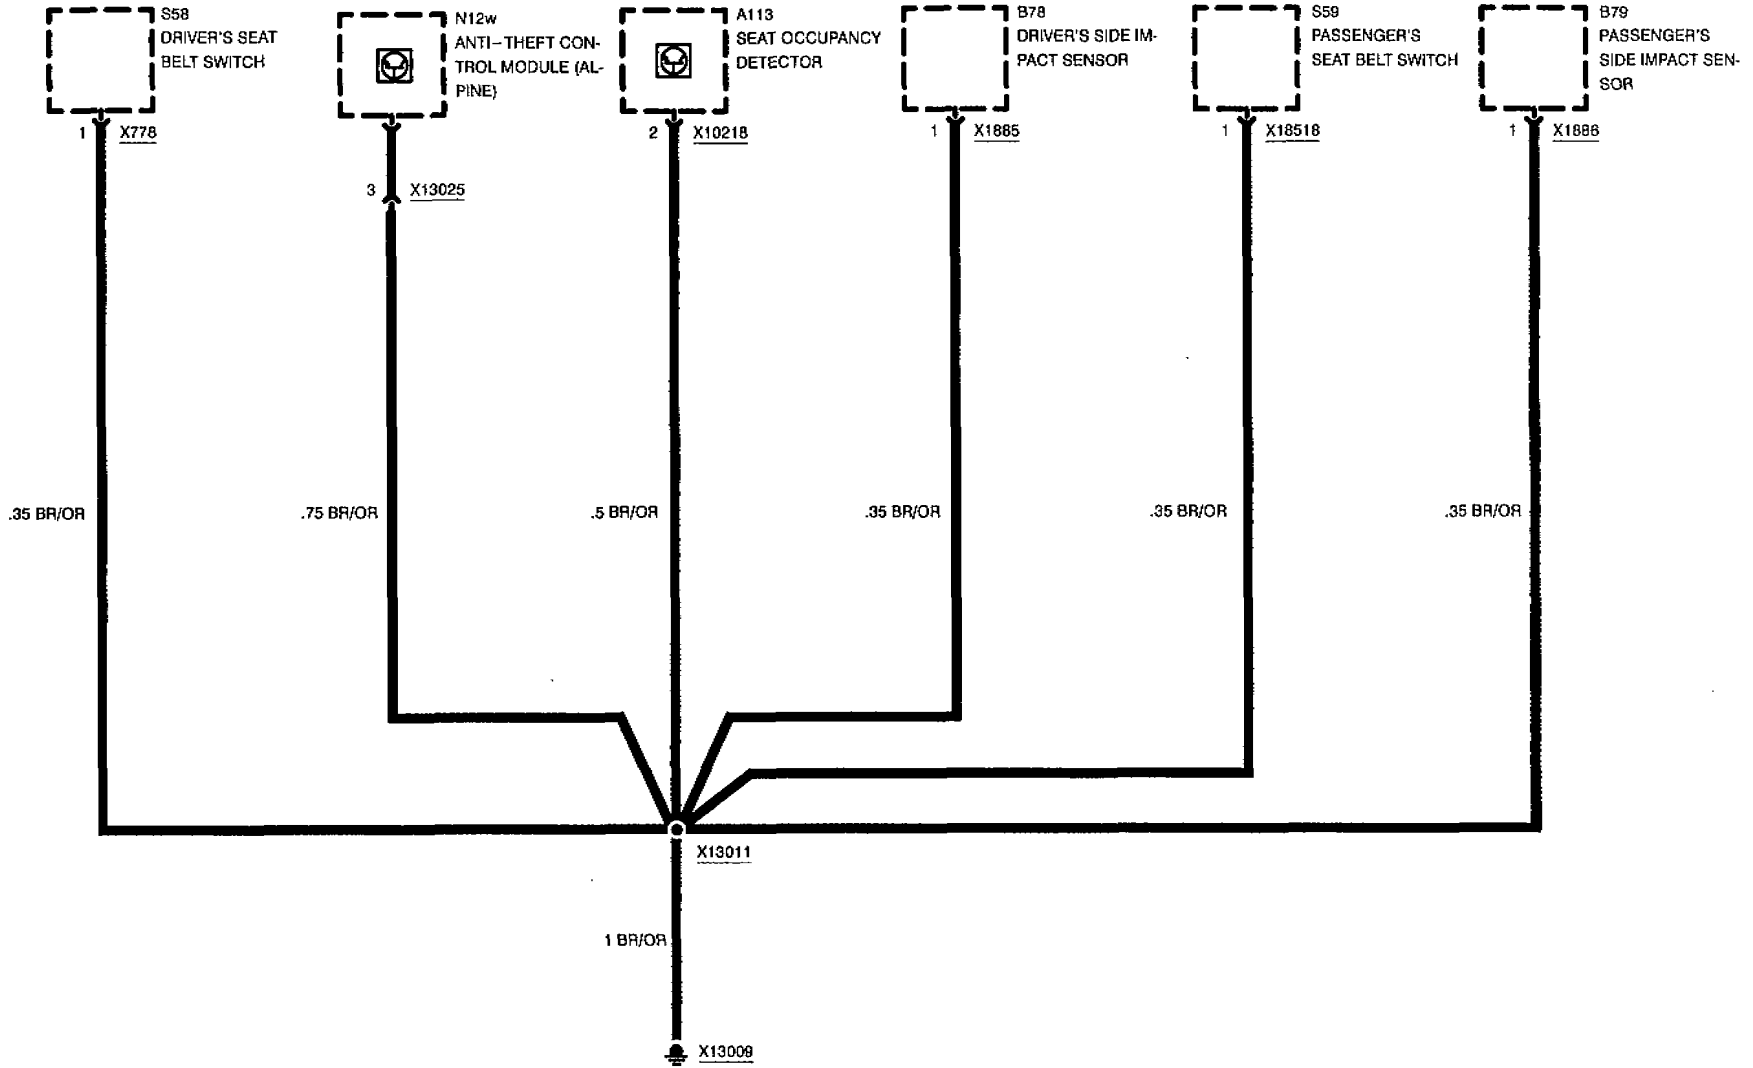 S58
DRIVER'S SEAT
BELT SWITCH
N12w
ANTI-THEFT CON-
TROL MODULE (AL-
PINE)
A113
SEAT OCCUPANCY
DETECTOR
B78
DRIVER'S SIDE IM-
PACT SENSOR
S59
PASSENGER'S
SEAT BELT SWITCH
B79
PASSENGER'S
SIDE IMPACT SEN-
SOR
1 X778
3 X13025
2 X10218
1 X1885
1 X18518
1 X1886
.35 BR/OR
.75 BR/OR
.5 BR/OR
.35 BR/OR
.35 BR/OR
.35 BR/OR
X13011
1 BR/OR
X13009